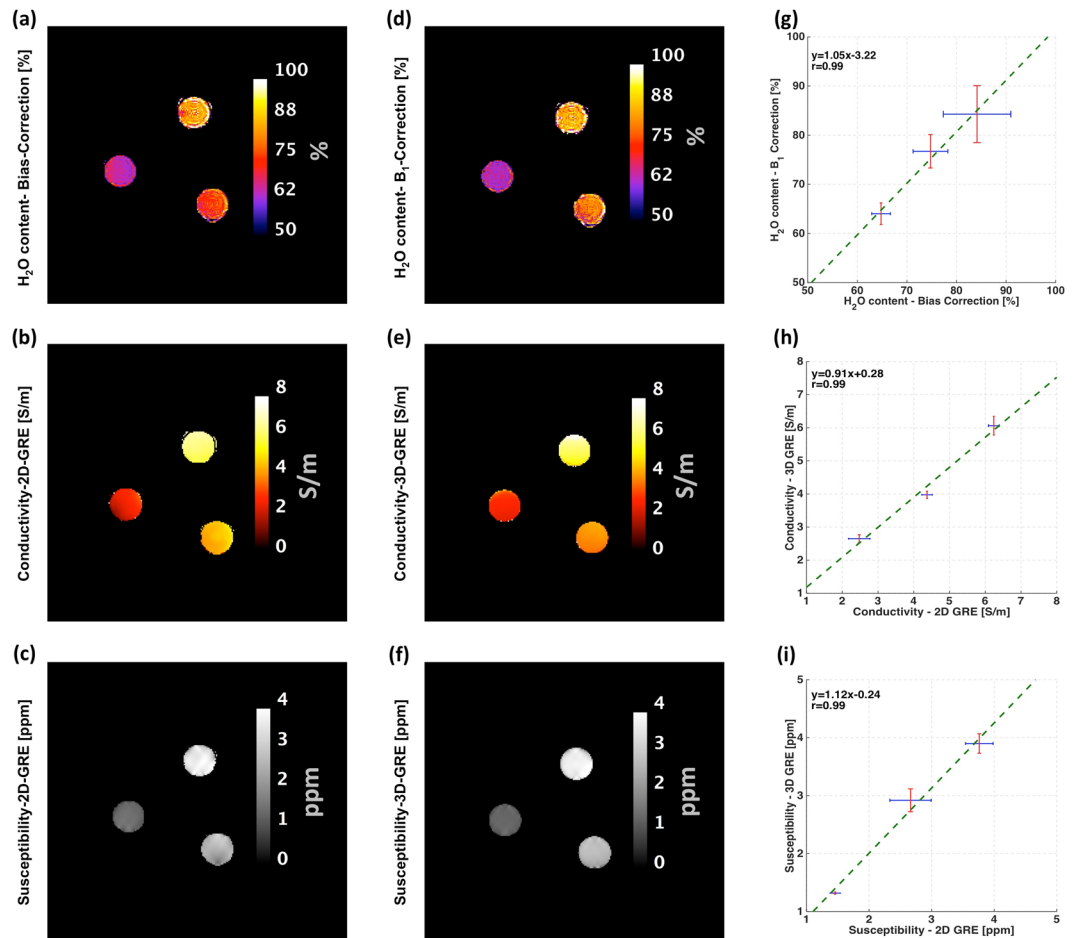 (a)
H2O content- Bias-Correction [%]
100
88
75
62
50
%
(d)
H2O content- B1-Correction [%]
100
88
75
62
50
%
(g)
H2O content - B1 Correction [%]
100
90
80
70
60
50
y=1.05x-3.22
r=0.99
50 60 70 80 90 100
H2O content - Bias Correction [%]
(b)
Conductivity-2D-GRE [S/m]
8
6
4
2
0
S/m
(e)
Conductivity-3D-GRE [S/m]
8
6
4
2
0
S/m
(h)
Conductivity - 3D GRE [S/m]
8
7
6
5
4
3
2
1
y=0.91x+0.28
r=0.99
1 2 3 4 5 6 7 8
Conductivity - 2D GRE [S/m]
(c)
Susceptibility-2D-GRE [ppm]
4
3
2
1
0
ppm
(f)
Susceptibility-3D-GRE [ppm]
4
3
2
1
0
ppm
(i)
Susceptibility - 3D GRE [ppm]
5
4
3
2
1
y=1.12x-0.24
r=0.99
1 2 3 4 5
Susceptibility - 2D GRE [ppm]